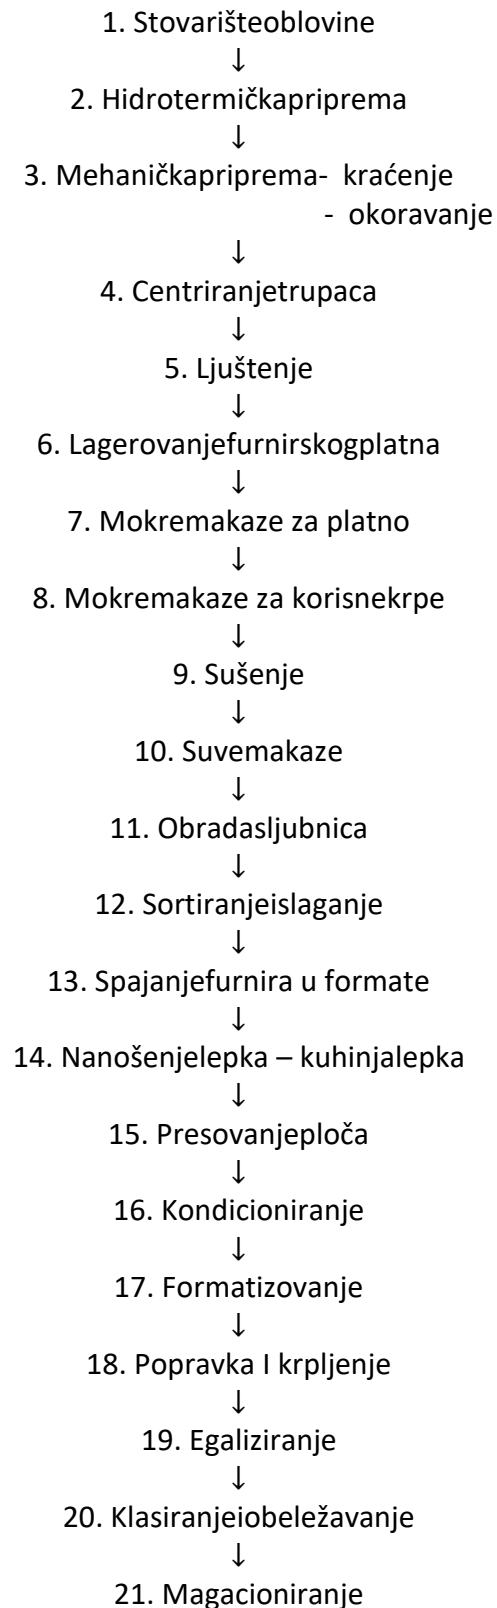 1. Stovarišteoblovine
↓
2. Hidrotermičkapriprema
↓
3. Mehaničkapriprema- kraćenje
- okoravanje
↓
4. Centriranjetrupaca
↓
5. Ljuštenje
↓
6. Lagerovanjefurnirskogplatna
↓
7. Mokremakaze za platno
↓
8. Mokremakaze za korisnekrpe
↓
9. Sušenje
↓
10. Suvemakaze
↓
11. Obradasljubnica
↓
12. Sortiranjeislaganje
↓
13. Spajanjefurnira u formate
↓
14. Nanošenjelepka – kuhinjalepka
↓
15. Presovanjeploča
↓
16. Kondicioniranje
↓
17. Formatizovanje
↓
18. Popravka I krpljenje
↓
19. Egaliziranje
↓
20. Klasiranjeiobeležavanje
↓
21. Magacioniranje